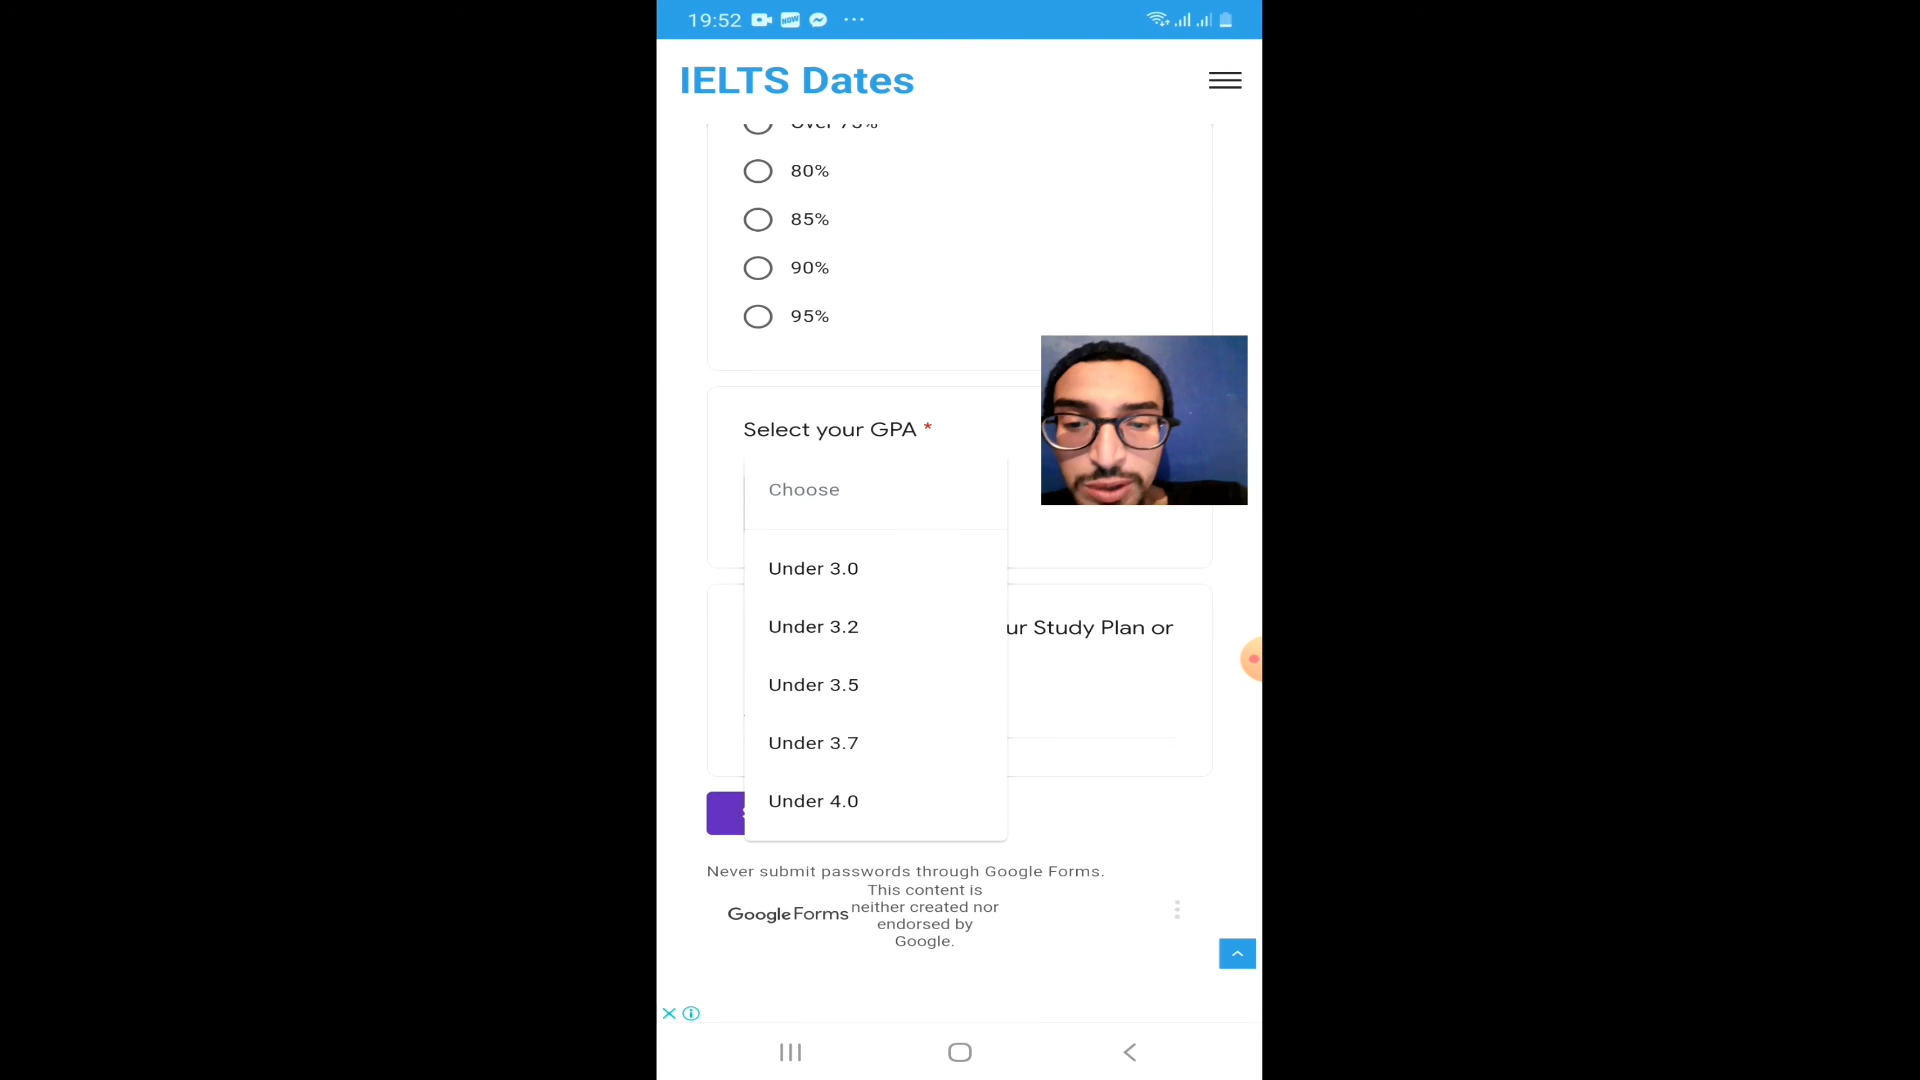 19:52
IELTS Dates
Over 75%
80%
85%
90%
95%
Select your GPA *
Choose
Under 3.0
Under 3.2
ur Study Plan or
Under 3.5
Under 3.7
Under 4.0
Never submit passwords through Google Forms.
This content is
neither created nor
endorsed by
Google.
Google Forms